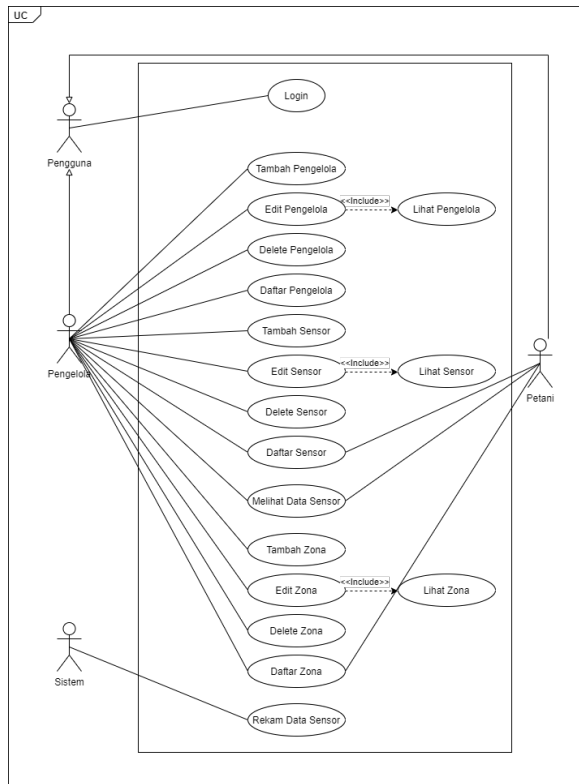 UC
Login
Pengguna
Tambah Pengelola
Edit Pengelola
<<Include>>
Lihat Pengelola
Delete Pengelola
Daftar Pengelola
Tambah Sensor
Pengelola
Edit Sensor
<<Include>>
Lihat Sensor
Petani
Delete Sensor
Daftar Sensor
Melihat Data Sensor
Tambah Zona
Edit Zona
<<Include>>
Lihat Zona
Delete Zona
Daftar Zona
Sistem
Rekam Data Sensor